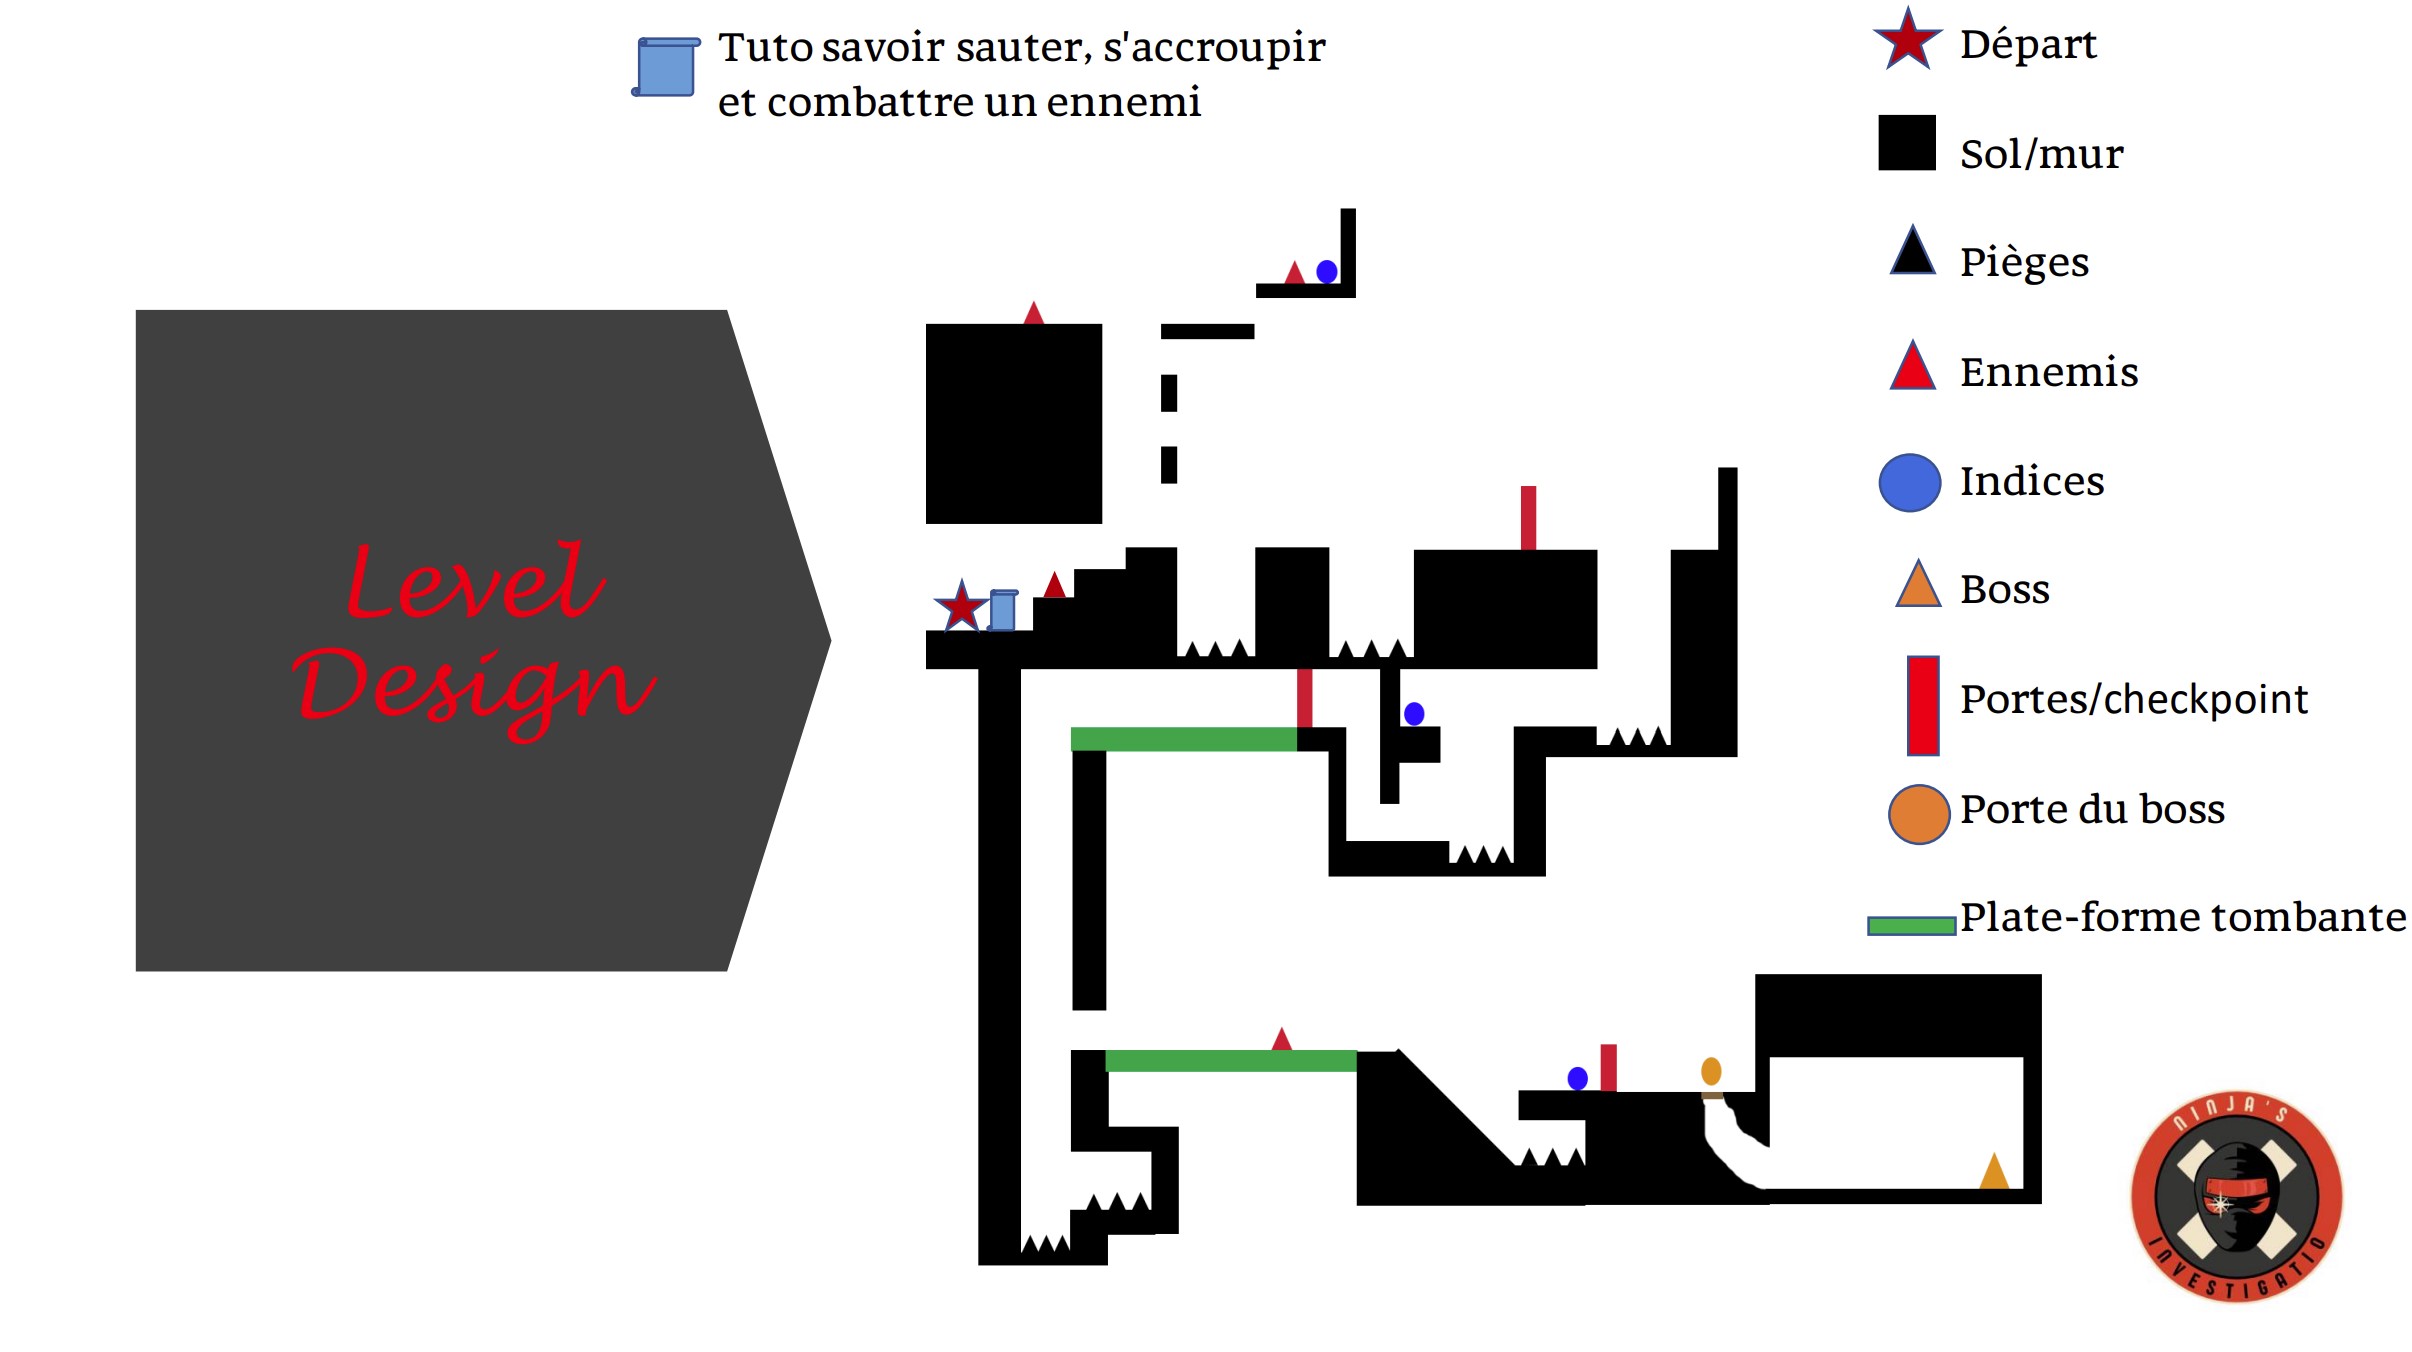 Tuto savoir sauter, s'accroupir
et combattre un ennemi
Level
Design
Départ
Sol/mur
Pièges
Ennemis
Indices
Boss
Portes/checkpoint
Porte du boss
Plate-forme tombante
NINJA'S
INVESTIGATIO